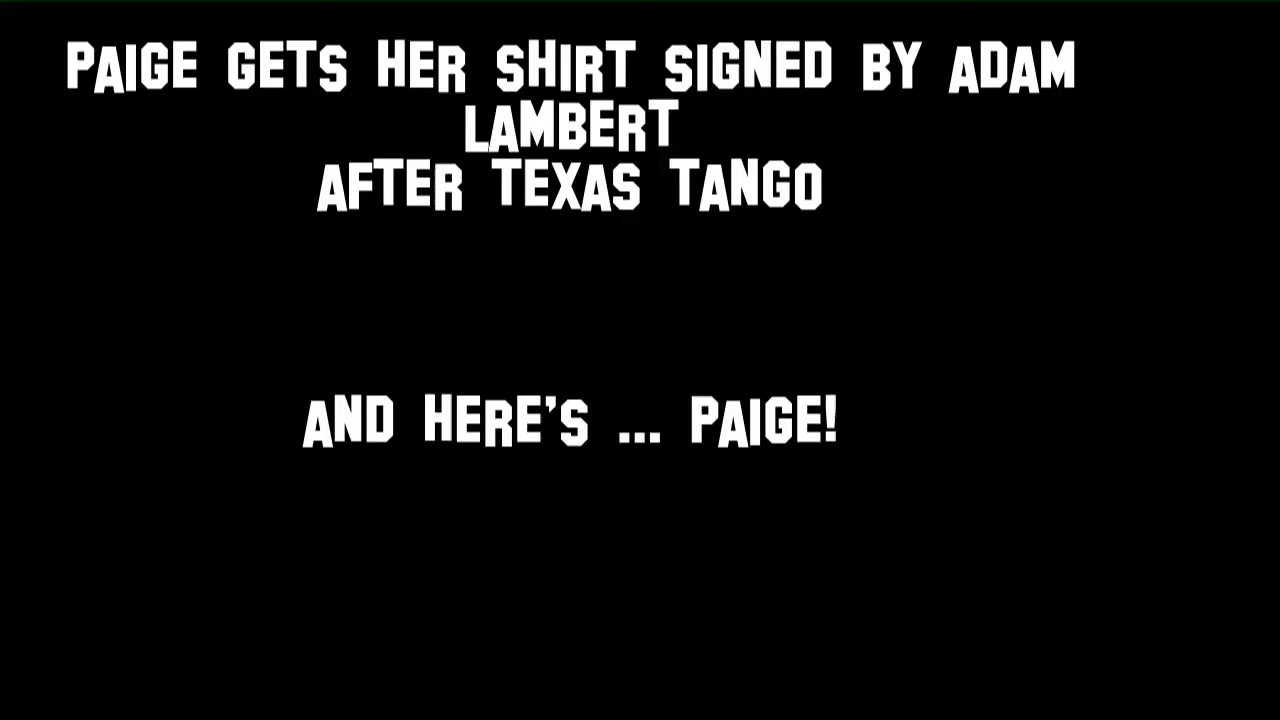 PAIGE GETS HER SHIRT SIGNED BY ADAM
LAMBERT
AFTER TEXAS TANGO
AND HERE'S ... PAIGE!